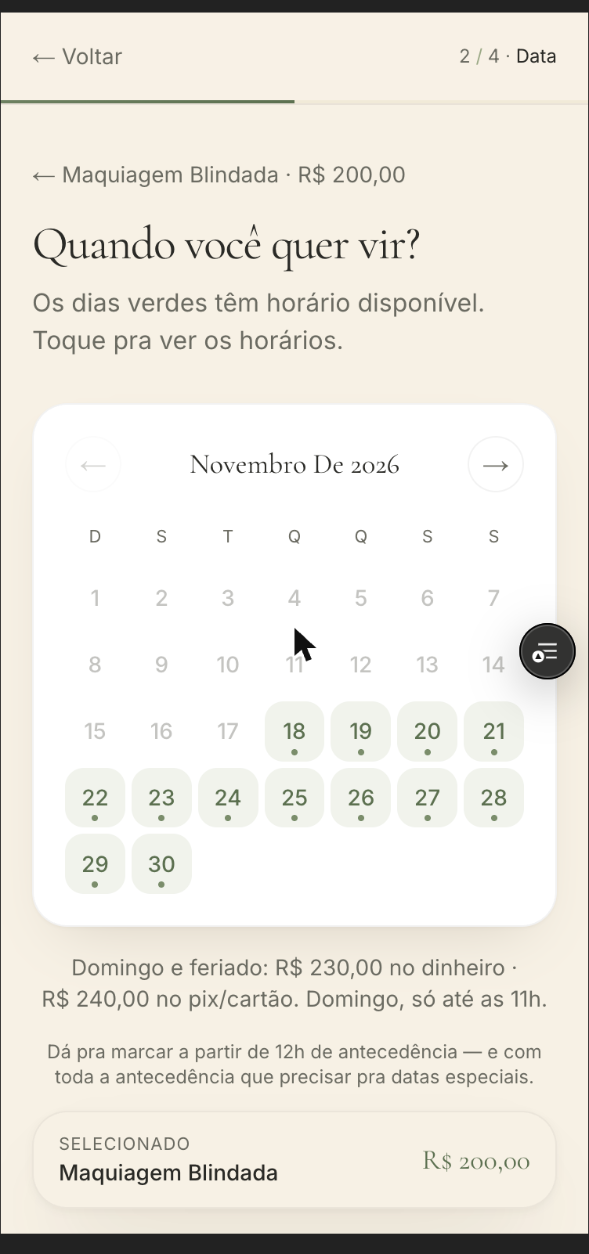 ← Voltar
2 / 4 · Data
← Maquiagem Blindada · R$ 200,00
Quando você quer vir?
Os dias verdes têm horário disponível.
Toque pra ver os horários.
← Novembro De 2026 →
D S T Q Q S S
1 2 3 4 5 6 7
8 9 10 11 12 13 14
15 16 17 18 19 20 21
22 23 24 25 26 27 28
29 30
Domingo e feriado: R$ 230,00 no dinheiro ·
R$ 240,00 no pix/cartão. Domingo, só até as 11h.
Dá pra marcar a partir de 12h de antecedência — e com
toda a antecedência que precisar pra datas especiais.
SELECIONADO
Maquiagem Blindada
R$ 200,00